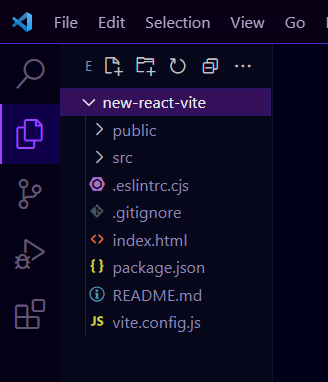 File Edit Selection View Go
E
new-react-vite
public
src
.eslintrc.cjs
.gitignore
index.html
{} package.json
README.md
JS vite.config.js